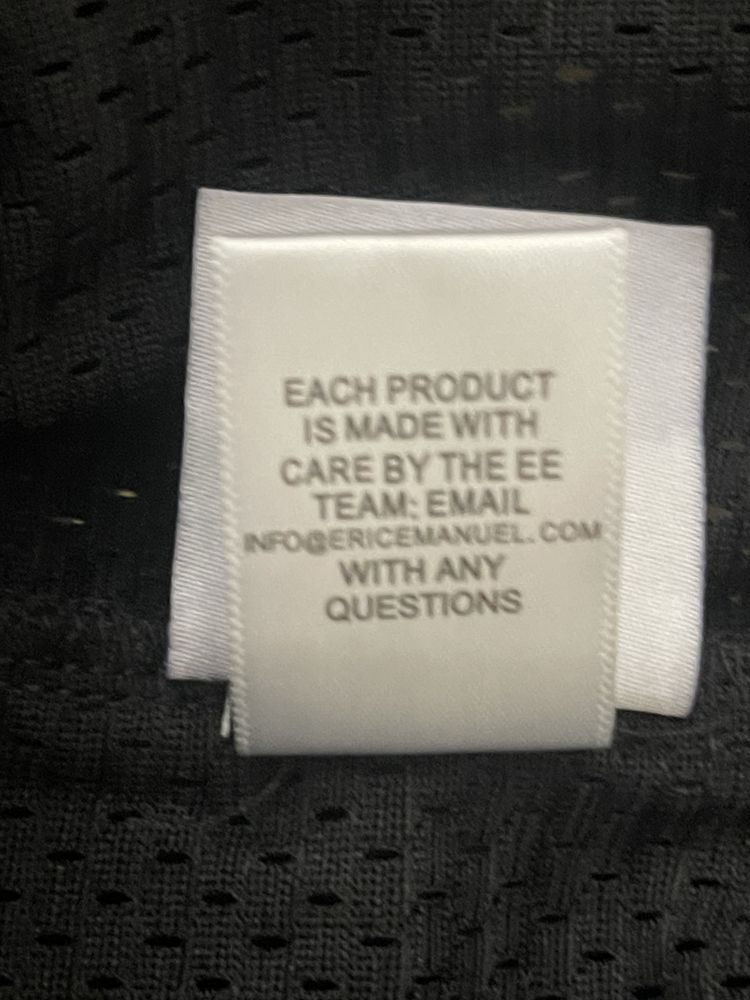 EACH PRODUCT
IS MADE WITH
CARE BY THE EE
TEAM: EMAIL
INFO@ERICEMANUEL.COM
WITH ANY
QUESTIONS